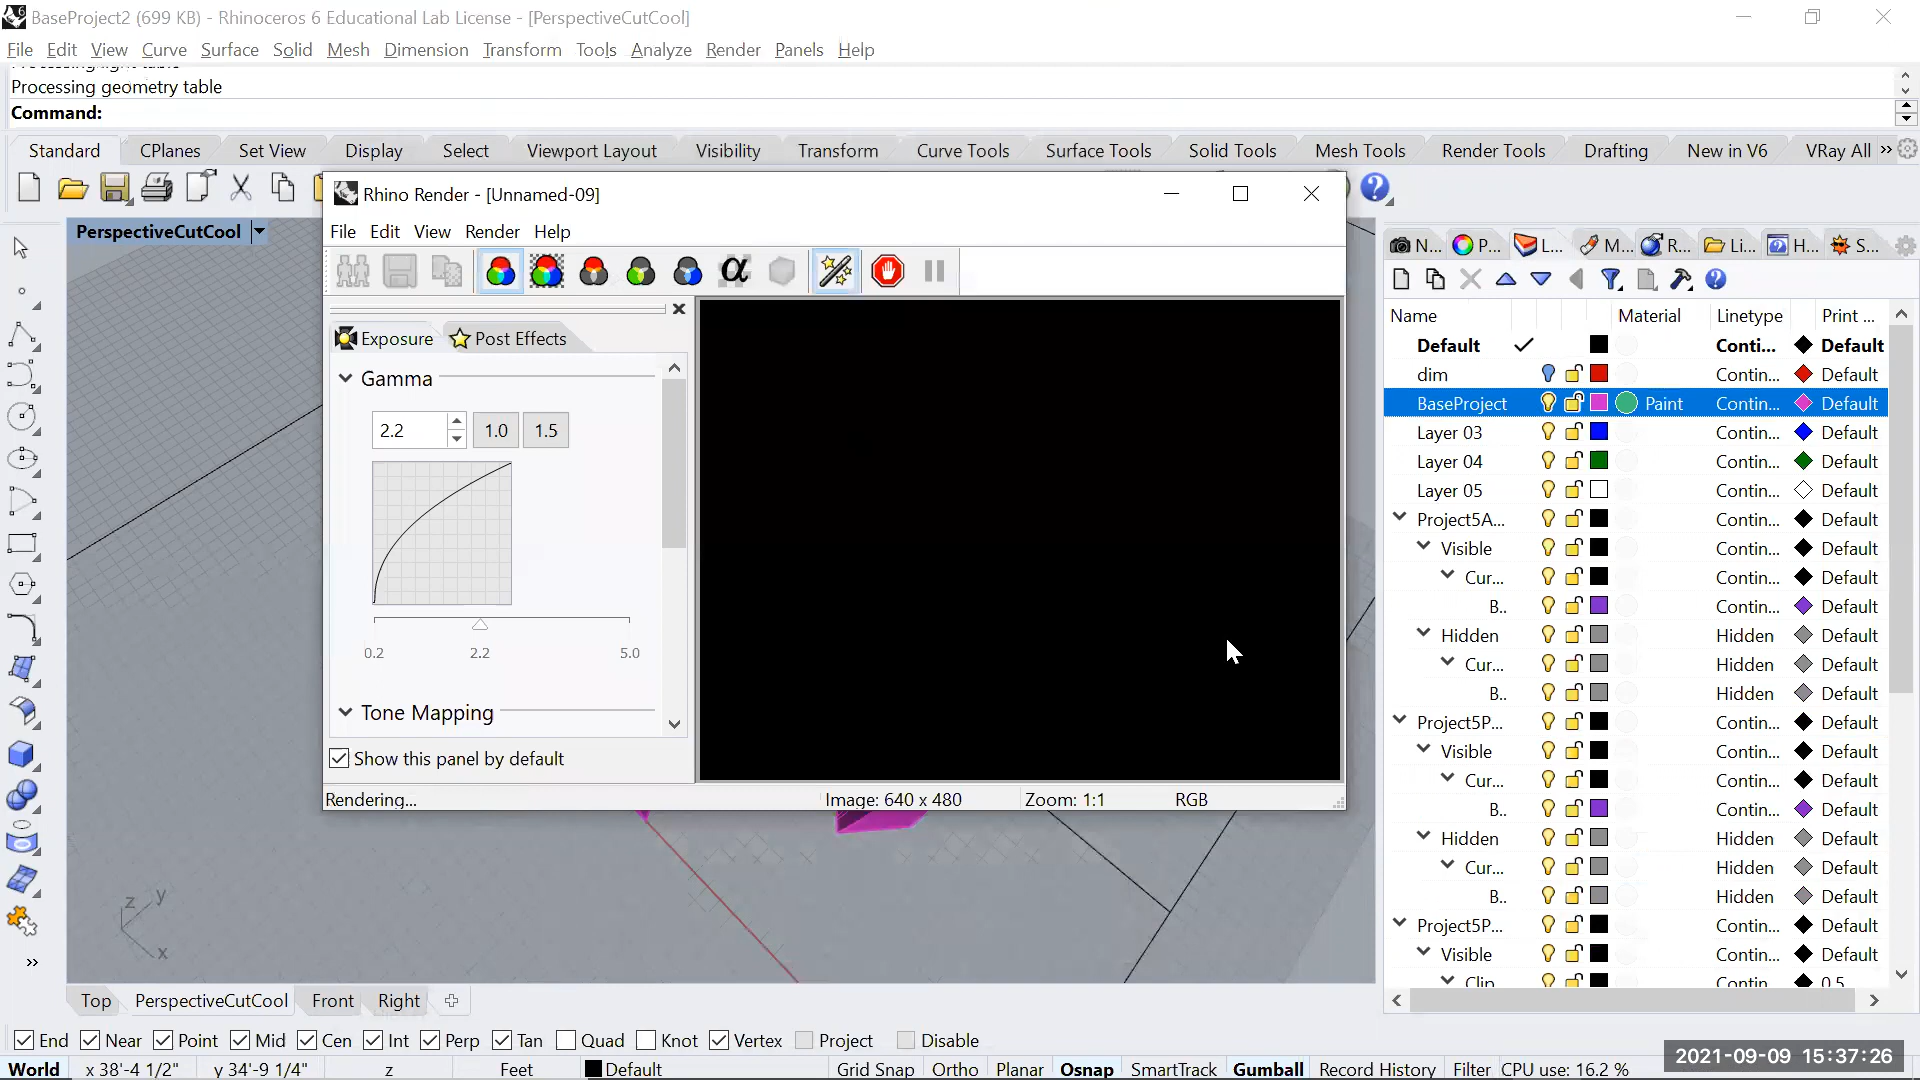 BaseProject2 (699 KB) - Rhinoceros 6 Educational Lab License - [PerspectiveCutCool]
File Edit View Curve Surface Solid Mesh Dimension Transform Tools Analyze Render Panels Help
Processing geometry table
Command:
Standard CPlanes Set View Display Select Viewport Layout Visibility Transform Curve Tools Surface Tools Solid Tools Mesh Tools Render Tools Drafting New in V6 VRay All »
PerspectiveCutCool
Rhino Render - [Unnamed-09]
File Edit View Render Help
Exposure Post Effects
Gamma
2.2 1.0 1.5
0.2 2.2 5.0
Tone Mapping
Show this panel by default
Rendering... Image: 640 x 480 Zoom: 1:1 RGB
N... P... L... M... R... Li... H... S...
Name Material Linetype Print ...
Default Conti... Default
dim Contin... Default
BaseProject Paint Contin... Default
Layer 03 Contin... Default
Layer 04 Contin... Default
Layer 05 Contin... Default
Project5A... Contin... Default
Visible Contin... Default
Cur... Contin... Default
B.. Contin... Default
Hidden Hidden Default
Cur... Hidden Default
B.. Hidden Default
Project5P... Contin... Default
Visible Contin... Default
Cur... Contin... Default
B.. Contin... Default
Hidden Hidden Default
Cur... Hidden Default
B.. Hidden Default
Project5P... Contin... Default
Visible Contin... Default
Clip Contin 0.5
z y x
»
Top PerspectiveCutCool Front Right
End Near Point Mid Cen Int Perp Tan Quad Knot Vertex Project Disable
World x 38'-4 1/2" y 34'-9 1/4" z Feet Default Grid Snap Ortho Planar Osnap SmartTrack Gumball Record History Filter CPU use: 16.2 %
2021-09-09 15:37:26